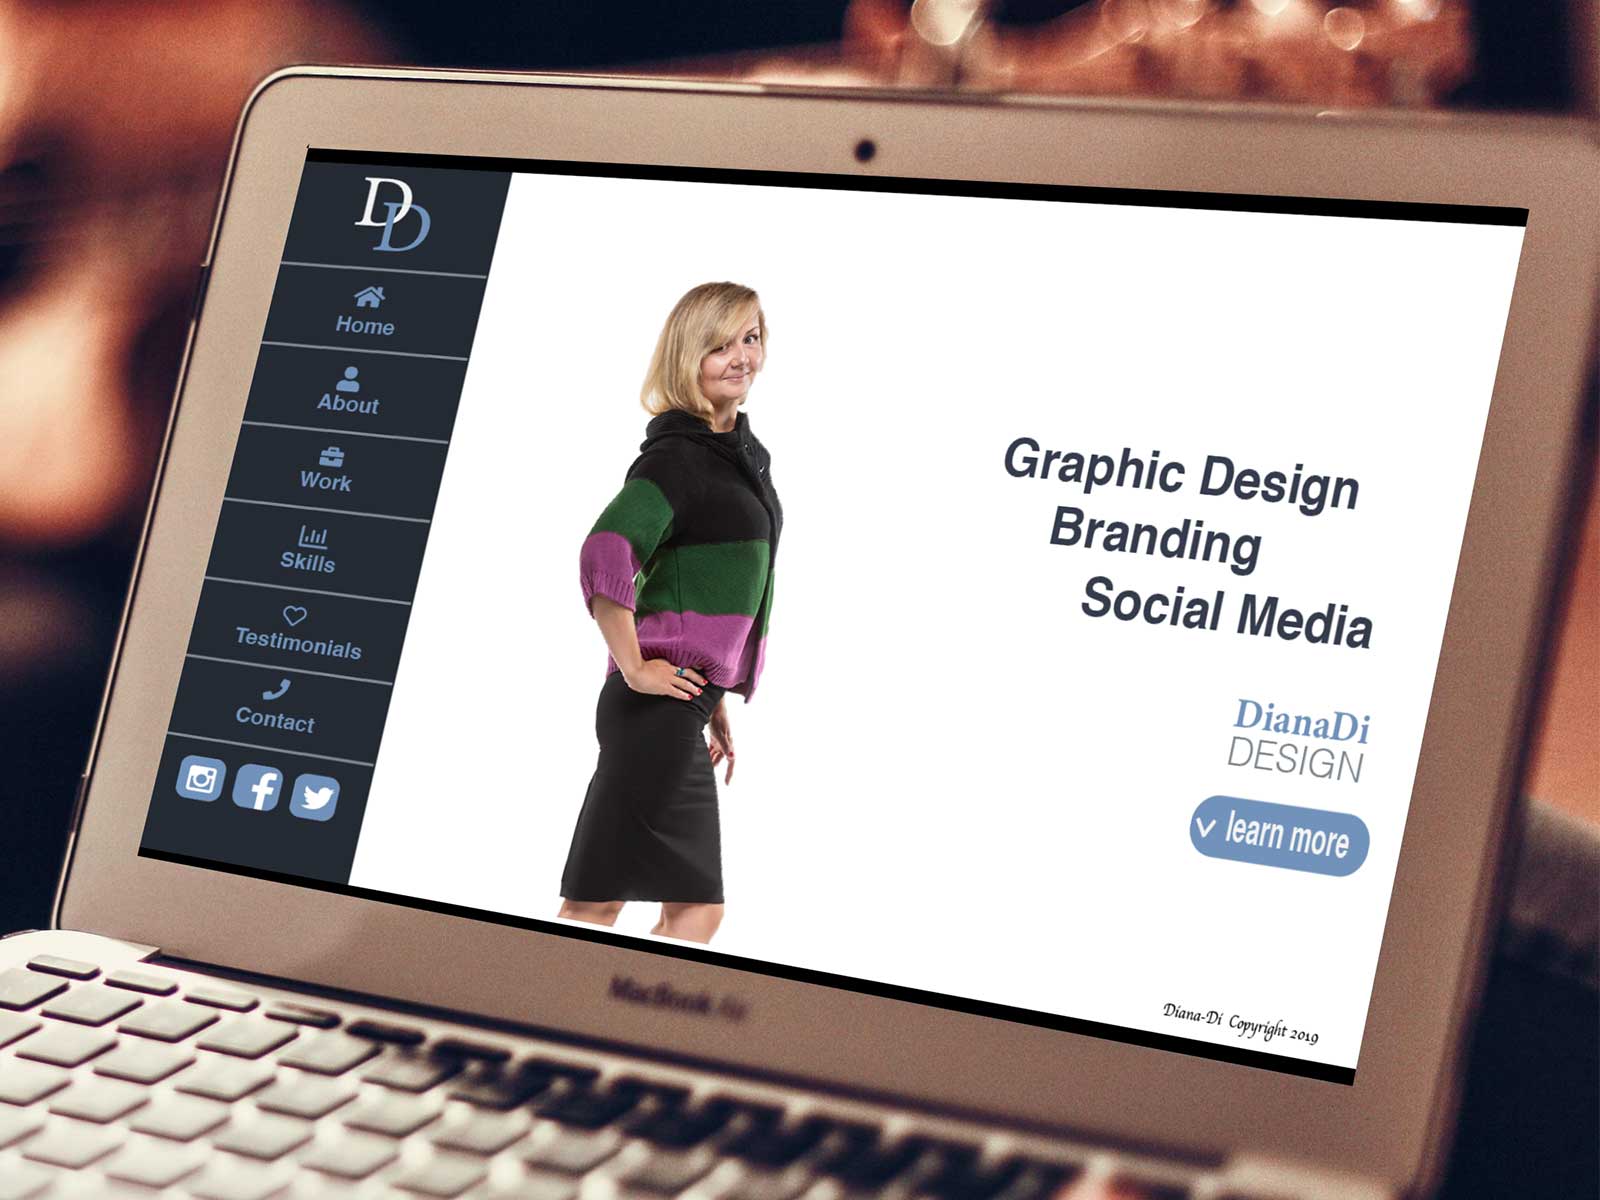 DD
Home
About
Work
Skills
Testimonials
Contact
Graphic Design
Branding
Social Media
DianaDi
DESIGN
learn more
Diana-Di Copyright 2019
MacBook Air